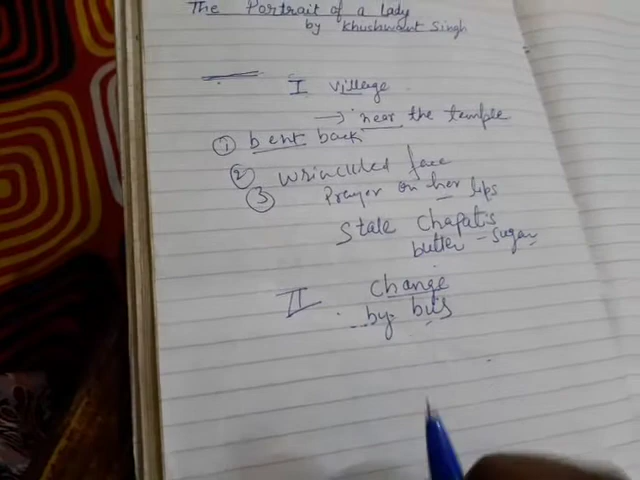 The Portrait of a lady
by Khushwant Singh
I village
→ near the temple
① bent back
② wrinculded face
③ Prayer on her lips
Stale Chapatis
butter - sugar
II Change
by bus